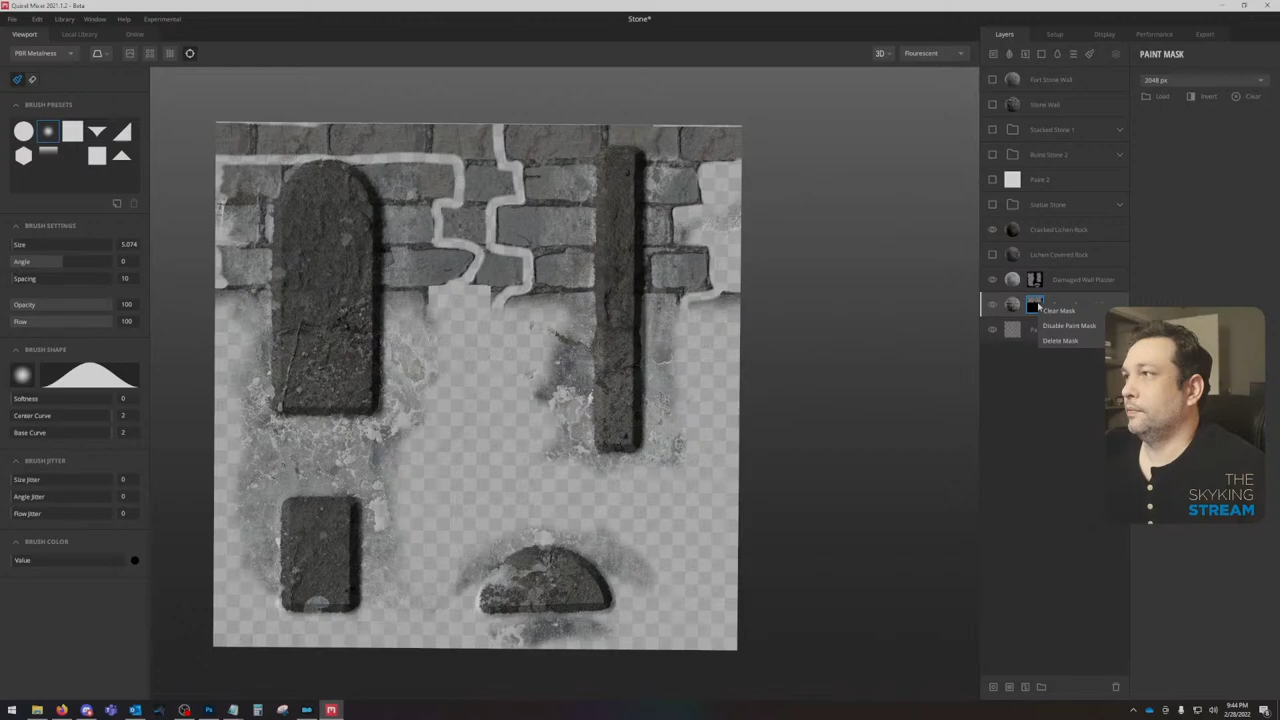 Quixel Mixer 2021.1.2 - Beta
File Edit Library Window Help Experimental
Stone*
Viewport Local Library Online
Layers Setup Display Performance Export
PBR Metalness
3D Flourescent
PAINT MASK
2048 px
Load Invert Clear
BRUSH PRESETS
BRUSH SETTINGS
Size 5.074
Angle 0
Spacing 10
Opacity 100
Flow 100
BRUSH SHAPE
Softness 0
Center Curve 2
Base Curve 2
BRUSH JITTER
Size Jitter 0
Angle Jitter 0
Flow Jitter 0
BRUSH COLOR
Value
Fort Stone Wall
Stone Wall
Stacked Stone 1
Ruins Stone 2
Paint 2
Statue Stone
Cracked Lichen Rock
Lichen Covered Rock
Damaged Wall Plaster
Clear Mask
Disable Paint Mask
Delete Mask
THE
SKYKING
STREAM
9:44 PM
2/28/2022